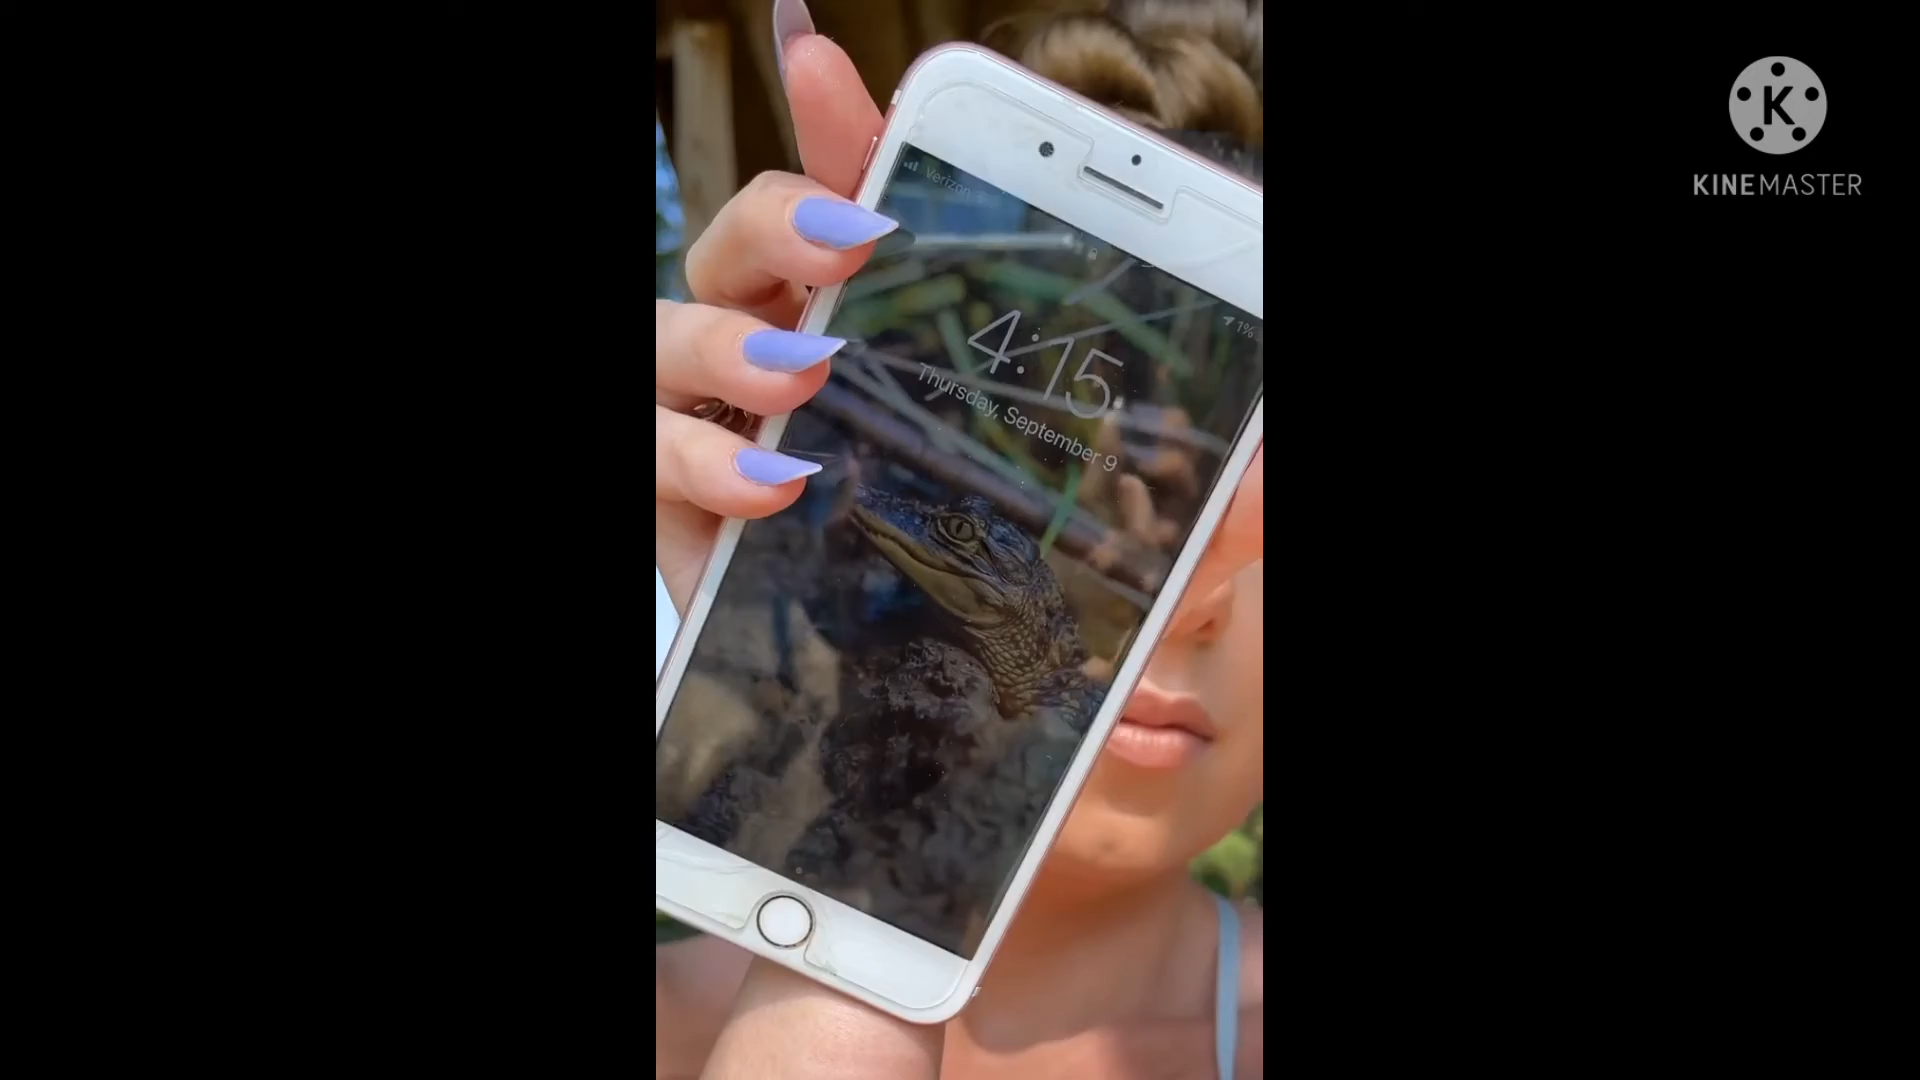 Verizon
1%
4:15
Thursday, September 9
K
KINEMASTER